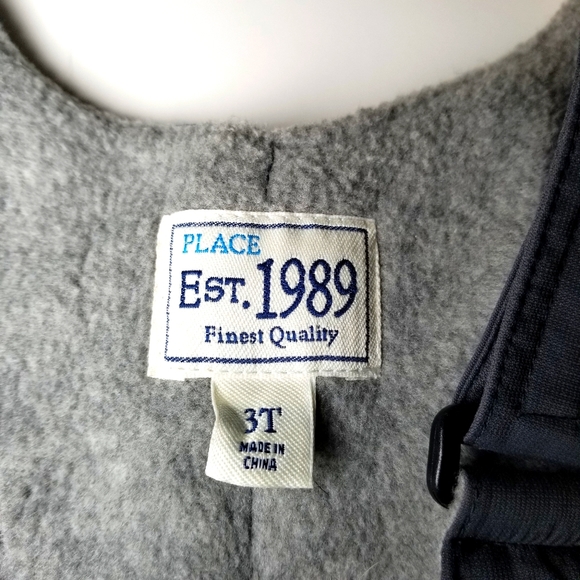 PLACE
EST. 1989
Finest Quality
3T
MADE IN
CHINA